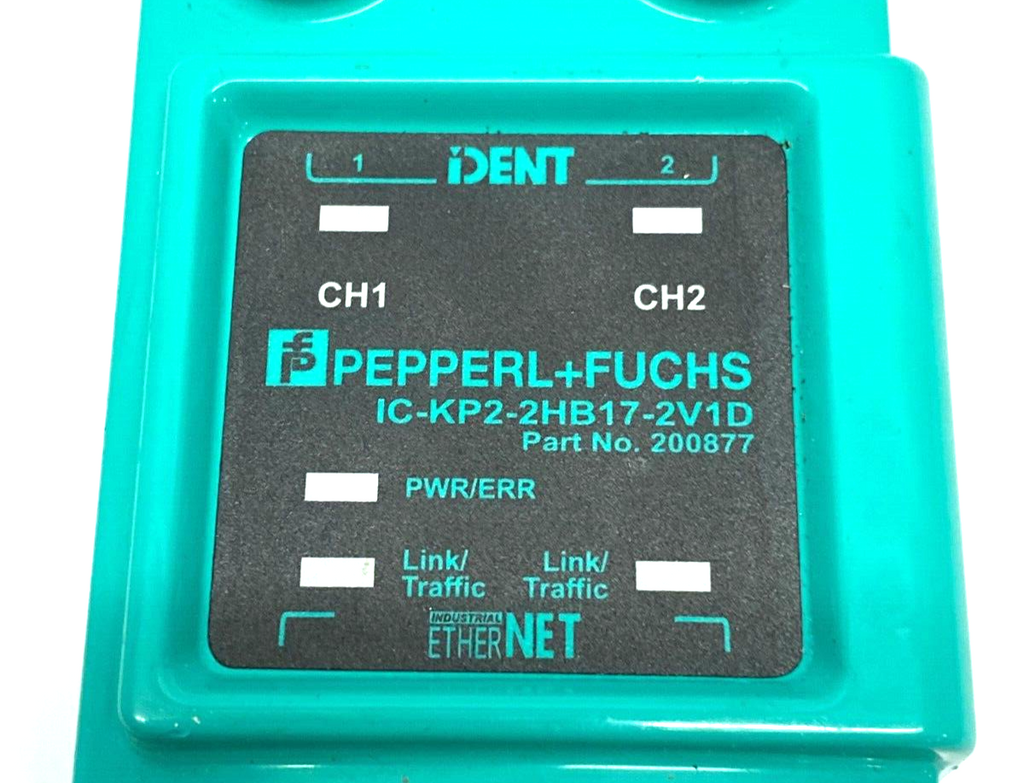 1 iDENT 2
CH1 CH2
PEPPERL+FUCHS
IC-KP2-2HB17-2V1D
Part No. 200877
PWR/ERR
Link/ Link/
Traffic Traffic
INDUSTRIAL
ETHERNET